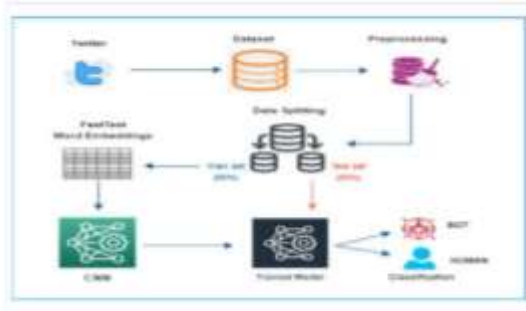 Twitter
Dataset
Preprocessing
Data Splitting
FastText
Word Embeddings
Train set
Test set
CNN
Trained Model
BOT
HUMAN
Classification